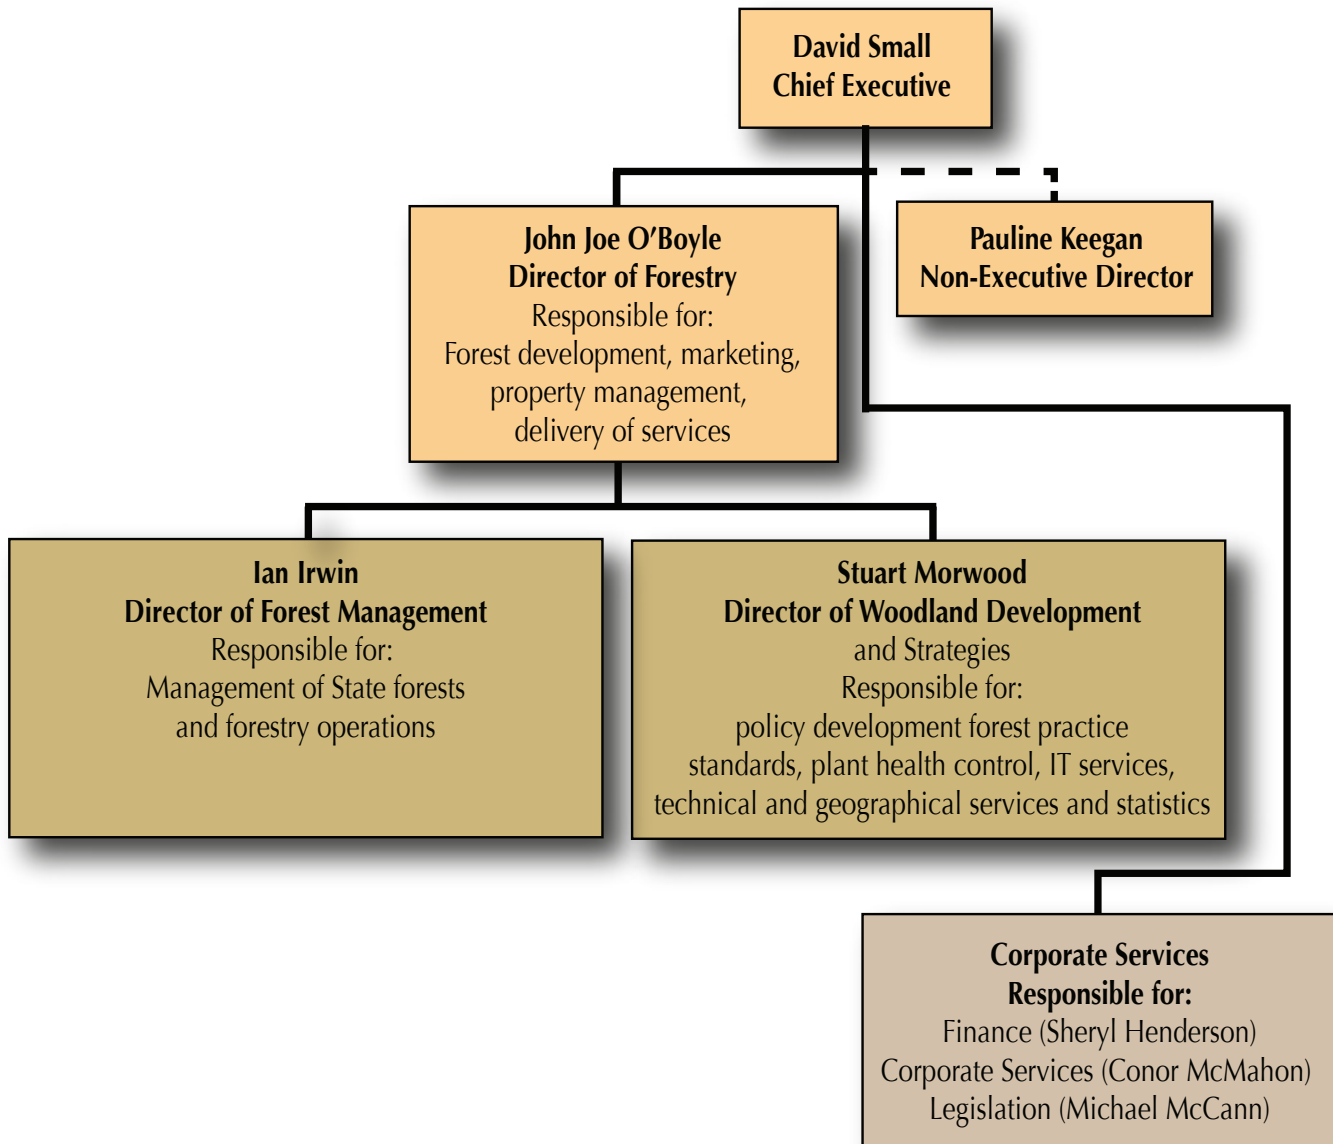 David Small
Chief Executive
John Joe O’Boyle
Director of Forestry
Responsible for:
Forest development, marketing,
property management,
delivery of services
Pauline Keegan
Non-Executive Director
Ian Irwin
Director of Forest Management
Responsible for:
Management of State forests
and forestry operations
Stuart Morwood
Director of Woodland Development
and Strategies
Responsible for:
policy development forest practice
standards, plant health control, IT services,
technical and geographical services and statistics
Corporate Services
Responsible for:
Finance (Sheryl Henderson)
Corporate Services (Conor McMahon)
Legislation (Michael McCann)